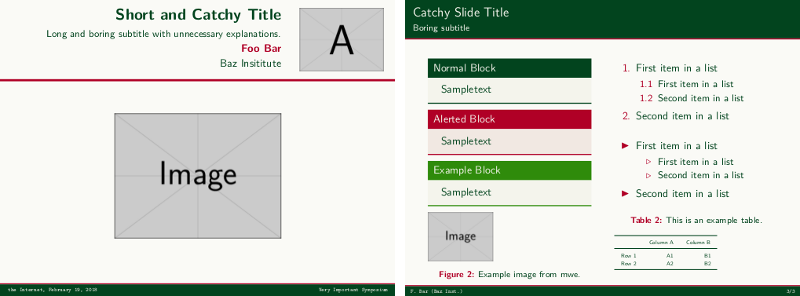 Short and Catchy Title
Long and boring subtitle with unnecessary explanations.
Foo Bar
Baz Insititute
A
Image
the Internet, February 15, 2018
Very Important Symposium
Catchy Slide Title
Boring subtitle
Normal Block
Sampletext
Alerted Block
Sampletext
Example Block
Sampletext
Image
Figure 2: Example image from mwe.
1. First item in a list
1.1 First item in a list
1.2 Second item in a list
2. Second item in a list
▶ First item in a list
▷ First item in a list
▷ Second item in a list
▶ Second item in a list
Table 2: This is an example table.
Column A Column B
Row 1 A1 B1
Row 2 A2 B2
F. Bar (Baz Inst.)
3/3